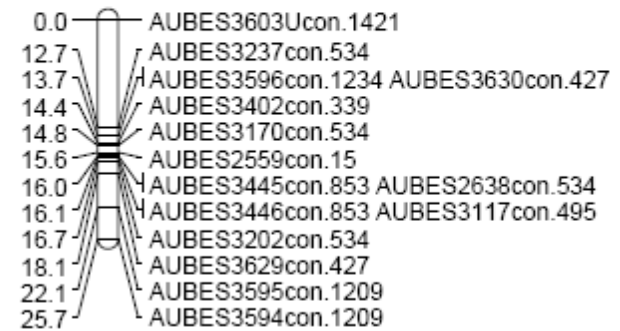 0.0 AUBES3603Ucon.1421
12.7 AUBES3237con.534
13.7 AUBES3596con.1234 AUBES3630con.427
14.4 AUBES3402con.339
14.8 AUBES3170con.534
15.6 AUBES2559con.15
16.0 AUBES3445con.853 AUBES2638con.534
16.1 AUBES3446con.853 AUBES3117con.495
16.7 AUBES3202con.534
18.1 AUBES3629con.427
22.1 AUBES3595con.1209
25.7 AUBES3594con.1209